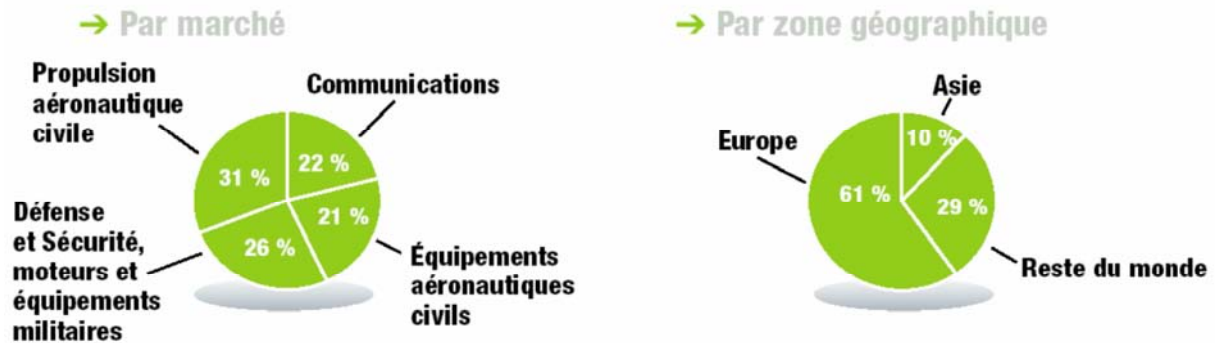 → Par marché
Propulsion
aéronautique
civile
Communications
31 %
22 %
21 %
26 %
Défense
et Sécurité,
moteurs et
équipements
militaires
Équipements
aéronautiques
civils
→ Par zone géographique
Asie
Europe
10 %
61 %
29 %
Reste du monde